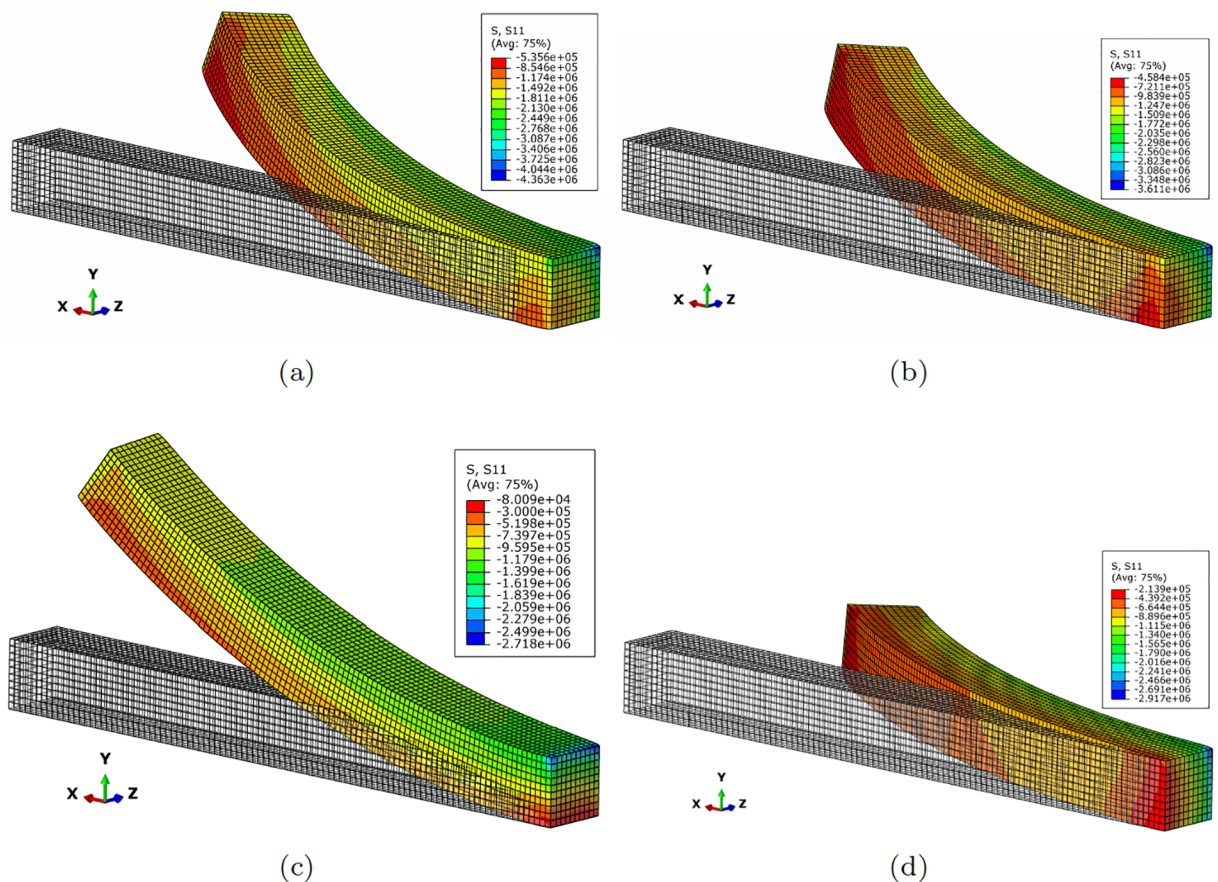 S, S11
(Avg: 75%)
-5.356e+05
-8.546e+05
-1.174e+06
-1.492e+06
-1.811e+06
-2.130e+06
-2.449e+06
-2.768e+06
-3.087e+06
-3.406e+06
-3.725e+06
-4.044e+06
-4.363e+06
Y
X
Z
(a)
S, S11
(Avg: 75%)
-4.584e+05
-7.211e+05
-9.839e+05
-1.247e+06
-1.509e+06
-1.772e+06
-2.035e+06
-2.298e+06
-2.560e+06
-2.823e+06
-3.086e+06
-3.348e+06
-3.611e+06
Y
X
Z
(b)
S, S11
(Avg: 75%)
-8.009e+04
-3.000e+05
-5.198e+05
-7.397e+05
-9.595e+05
-1.179e+06
-1.399e+06
-1.619e+06
-1.839e+06
-2.059e+06
-2.279e+06
-2.499e+06
-2.718e+06
Y
X
Z
(c)
S, S11
(Avg: 75%)
-2.139e+05
-4.392e+05
-6.644e+05
-8.896e+05
-1.115e+06
-1.340e+06
-1.565e+06
-1.790e+06
-2.016e+06
-2.241e+06
-2.466e+06
-2.691e+06
-2.917e+06
Y
X
Z
(d)